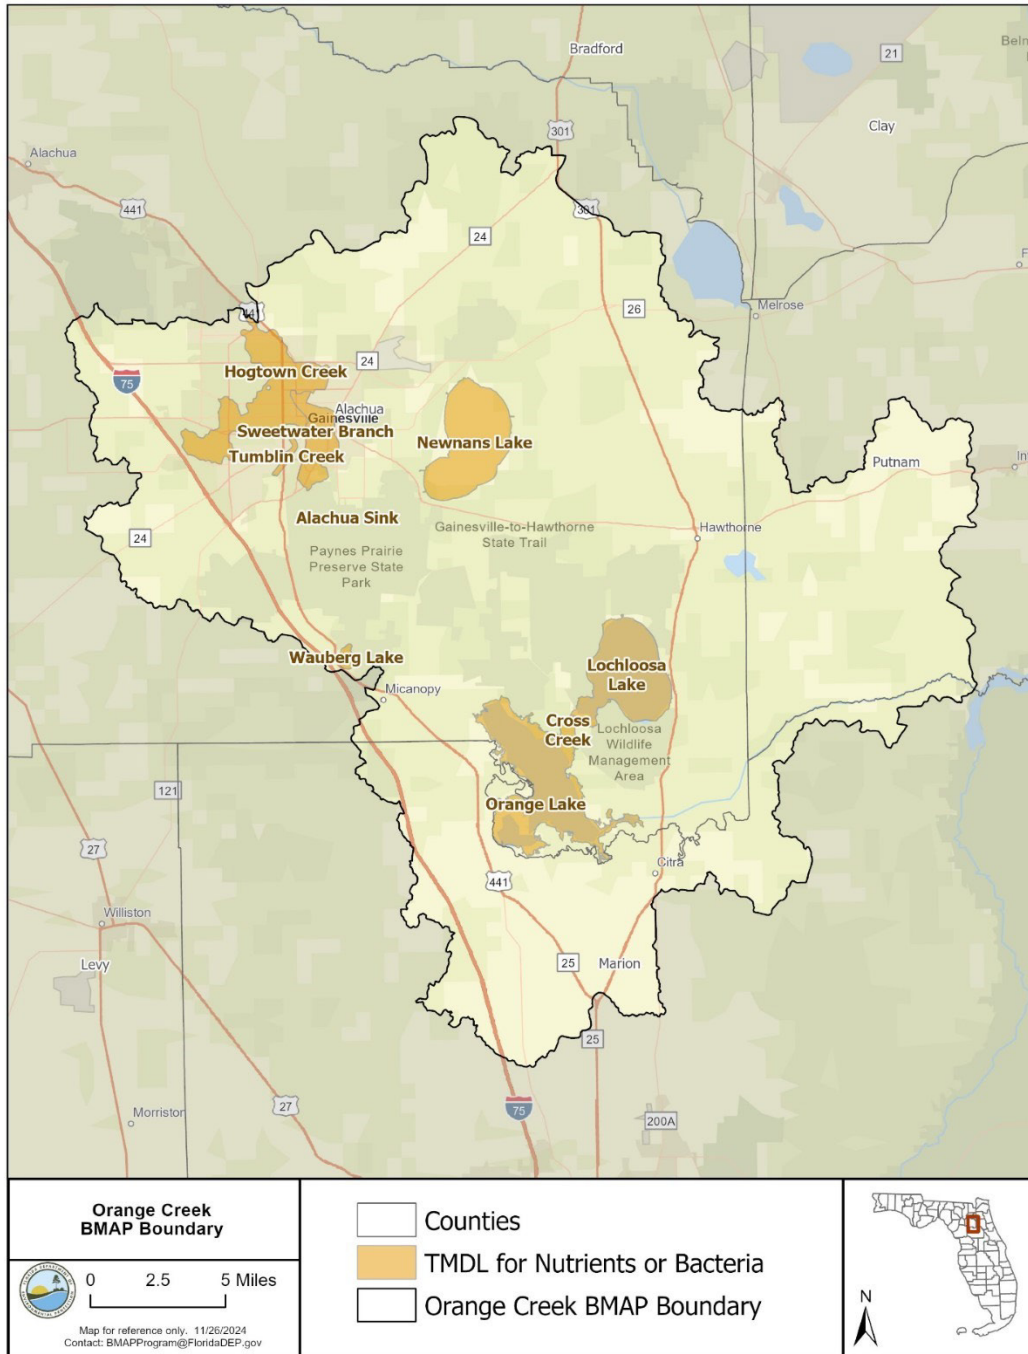 Bradford
21
Clay
301
Alachua
441
301
24
26
Melrose
441
24
75
Hogtown Creek
Alachua
Gainesville
Sweetwater Branch
Tumblin Creek
Newnans Lake
Putnam
Alachua Sink
Gainesville-to-Hawthorne
State Trail
Hawthorne
24
Paynes Prairie
Preserve State
Park
Wauberg Lake
Micanopy
Lochloosa
Lake
Cross
Creek
Lochloosa
Wildlife
Management
Area
121
Orange Lake
27
441
Citra
Williston
Levy
25
Marion
25
27
75
Morriston
200A
Orange Creek
BMAP Boundary
0 2.5 5 Miles
Map for reference only. 11/26/2024
Contact: BMAPProgram@FloridaDEP.gov
Counties
TMDL for Nutrients or Bacteria
Orange Creek BMAP Boundary
N